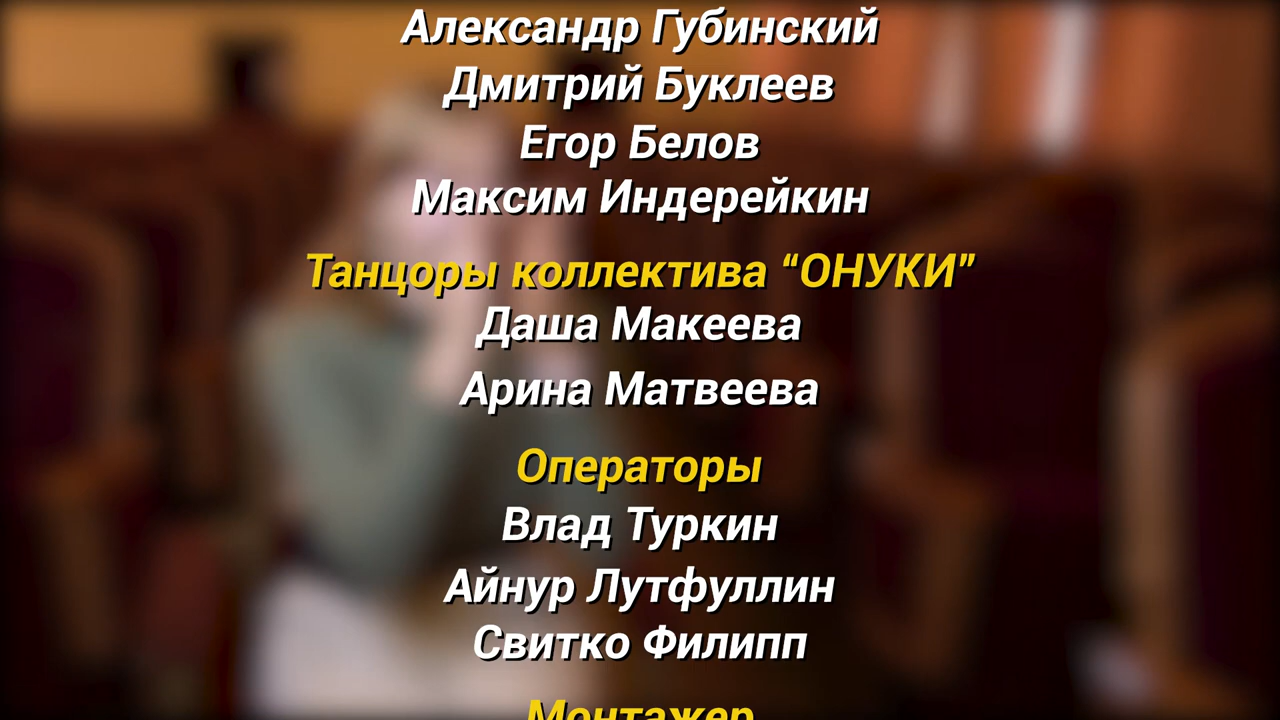 Александр Губинский
Дмитрий Буклеев
Егор Белов
Максим Индерейкин
Танцоры коллектива “ОНУКИ”
Даша Макеева
Арина Матвеева
Операторы
Влад Туркин
Айнур Лутфуллин
Свитко Филипп
Монтажер